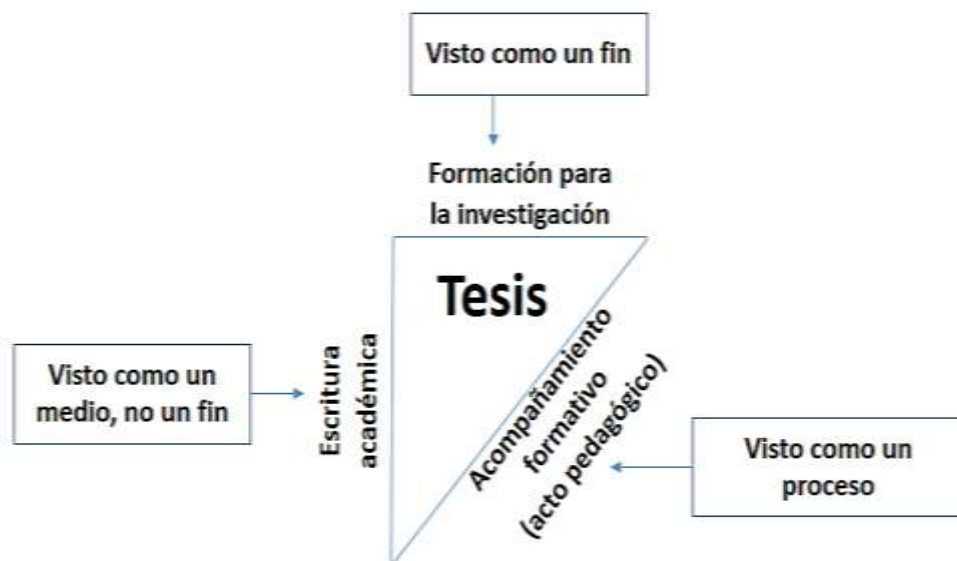 Visto como un fin
Formación para
la investigación
Tesis
Escritura
académica
Visto como un
medio, no un fin
Acompañamiento
formativo
(acto pedagógico)
Visto como un
proceso